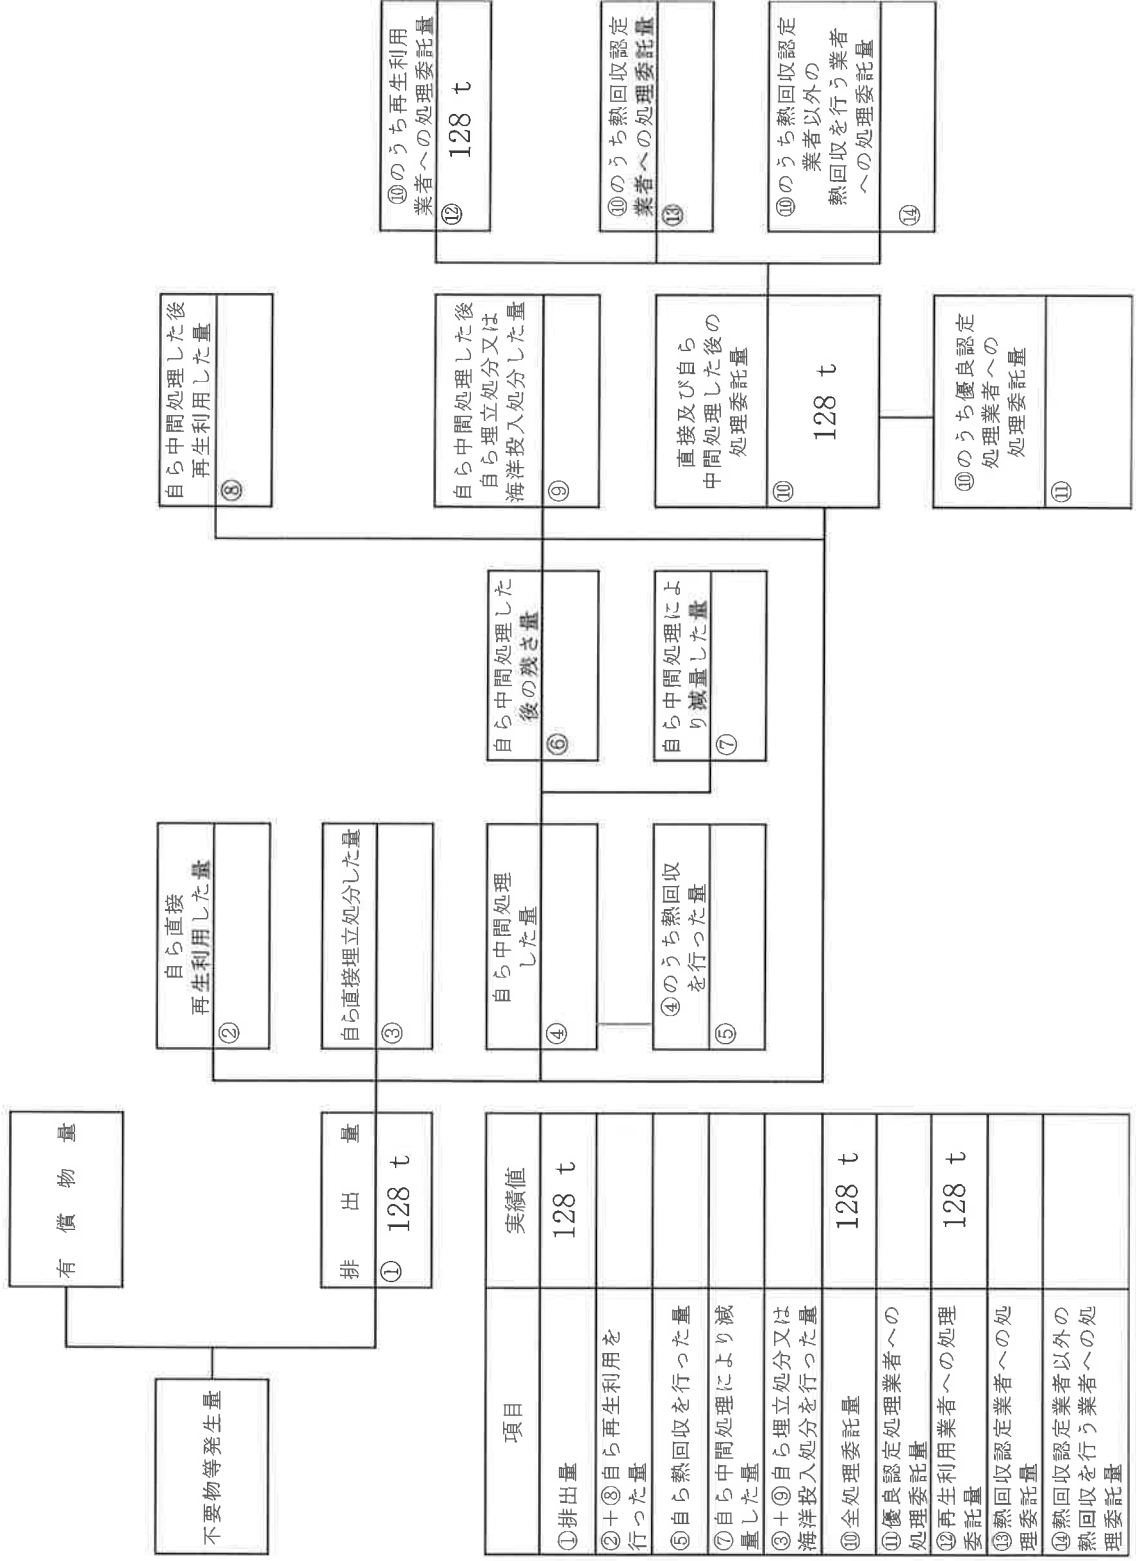 不要物等発生量
有償物量
排出量
① 128 t
自ら直接
再生利用した量
②
自ら直接埋立処分した量
③
自ら中間処理
した量
④
④のうち熱回収
を行った量
⑤
自ら中間処理した
後の残さ量
⑥
自ら中間処理によ
り減量した量
⑦
自ら中間処理した後
再生利用した量
⑧
自ら中間処理した後
自ら埋立処分又は
海洋投入処分した量
⑨
直接及び自ら
中間処理した後の
処理委託量
⑩
128 t
⑩のうち優良認定
処理業者への
処理委託量
⑪
⑩のうち再生利用
業者への処理委託量
⑫ 128 t
⑩のうち熱回収認定
業者への処理委託量
⑬
⑩のうち熱回収認定
業者以外の
熱回収を行う業者
への処理委託量
⑭
項目 実績値
①排出量 128 t
②+⑧自ら再生利用を
行った量
⑤自ら熱回収を行った量
⑦自ら中間処理により減
量した量
③+⑨自ら埋立処分又は
海洋投入処分を行った量
⑩全処理委託量 128 t
⑪優良認定処理業者への
処理委託量
⑫再生利用業者への処理
委託量 128 t
⑬熱回収認定業者への処
理委託量
⑭熱回収認定業者以外の
熱回収を行う業者への処
理委託量